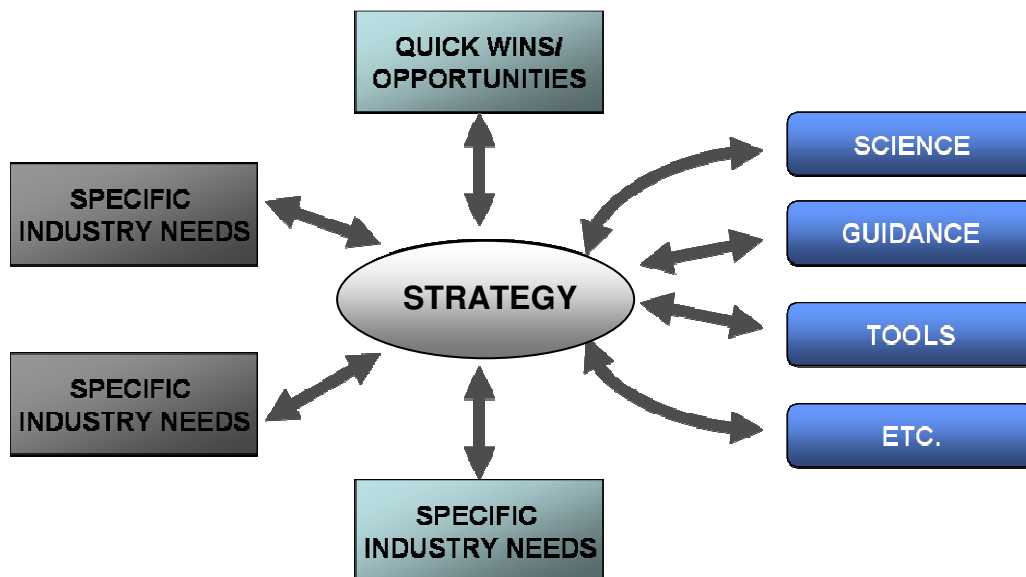 QUICK WINS/
OPPORTUNITIES
SCIENCE
SPECIFIC
INDUSTRY NEEDS
GUIDANCE
STRATEGY
TOOLS
SPECIFIC
INDUSTRY NEEDS
ETC.
SPECIFIC
INDUSTRY NEEDS